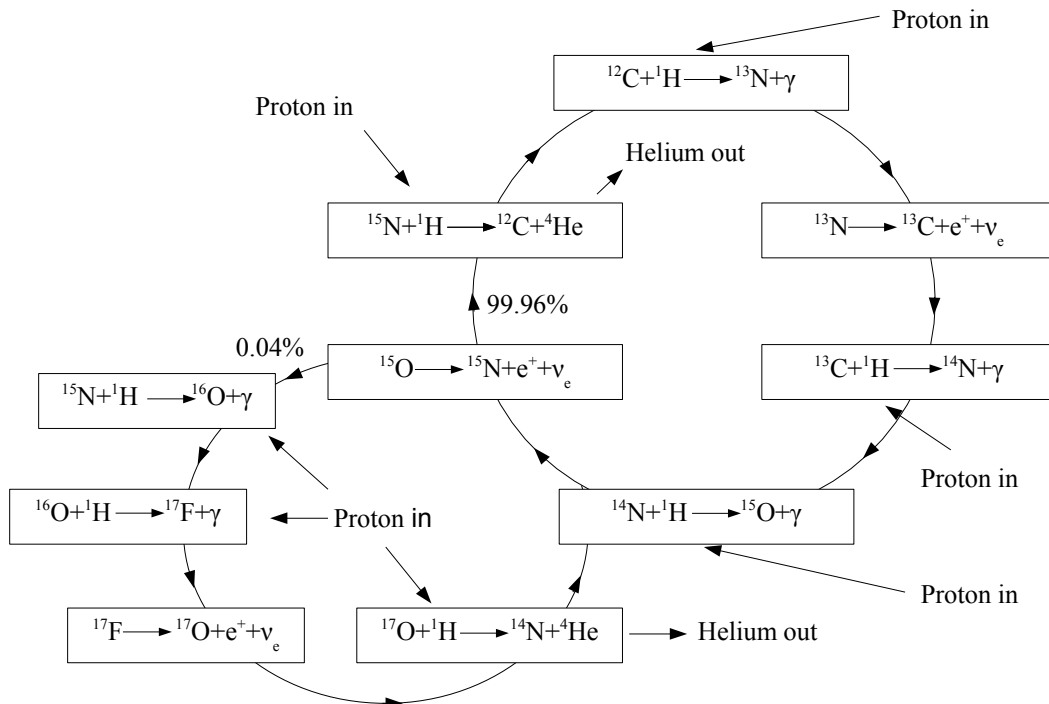 Proton in
¹²C+¹H⟶¹³N+γ
Proton in
Helium out
¹⁵N+¹H⟶¹²C+⁴He
¹³N⟶¹³C+e⁺+νₑ
99.96%
0.04%
¹⁵O⟶¹⁵N+e⁺+νₑ
¹³C+¹H⟶¹⁴N+γ
¹⁵N+¹H⟶¹⁶O+γ
Proton in
¹⁶O+¹H⟶¹⁷F+γ
Proton in
¹⁴N+¹H⟶¹⁵O+γ
Proton in
¹⁷F⟶¹⁷O+e⁺+νₑ
¹⁷O+¹H⟶¹⁴N+⁴He
Helium out